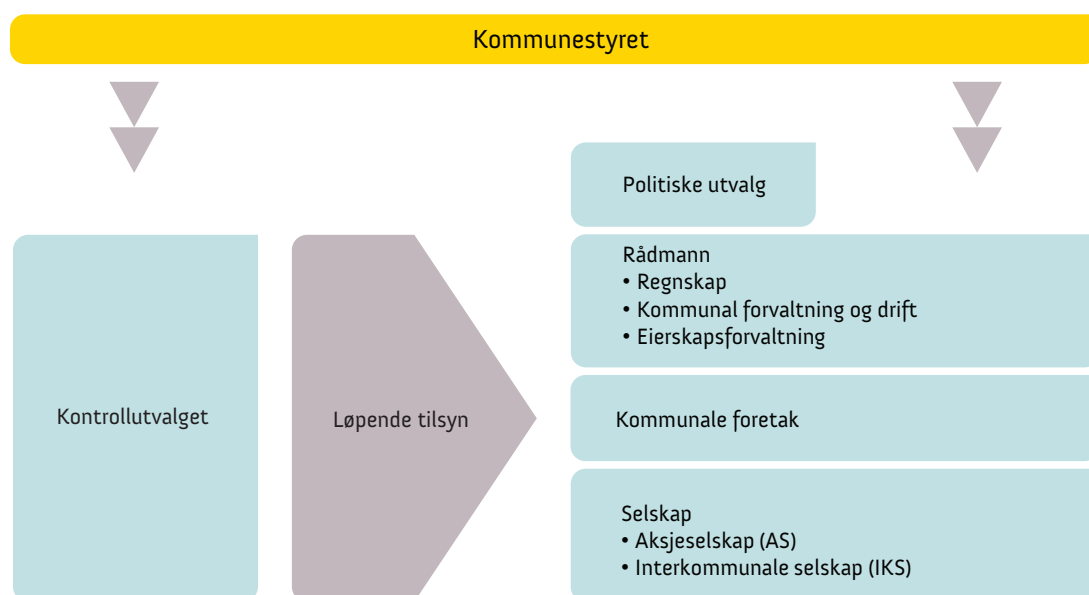 Kommunestyret
Politiske utvalg
Rådmann
• Regnskap
• Kommunal forvaltning og drift
• Eierskapsforvaltning
Kontrollutvalget
Løpende tilsyn
Kommunale foretak
Selskap
• Aksjeselskap (AS)
• Interkommunale selskap (IKS)